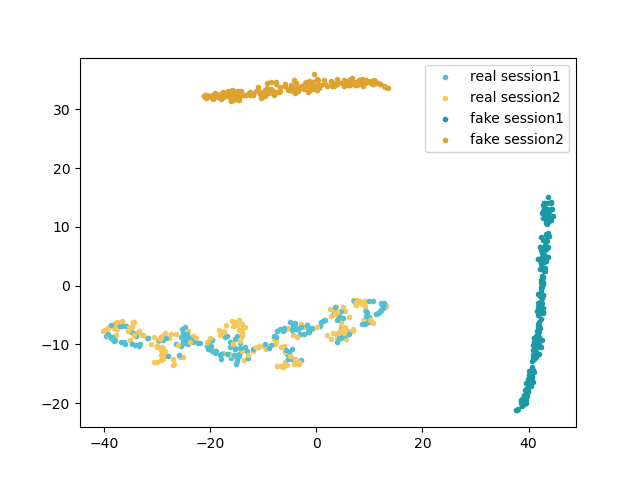 real session1
real session2
fake session1
fake session2
30
20
10
0
−10
−20
−40
−20
0
20
40